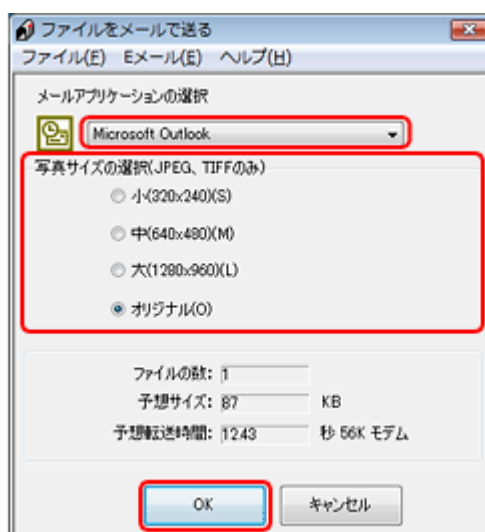 ファイルをメールで送る
ファイル(F) Eメール(E) ヘルプ(H)
メールアプリケーションの選択
Microsoft Outlook
写真サイズの選択(JPEG、TIFFのみ)
小(320x240)(S)
中(640x480)(M)
大(1280x960)(L)
オリジナル(O)
ファイルの数: 1
予想サイズ: 87 KB
予想転送時間: 12.43 秒 56K モデム
OK キャンセル